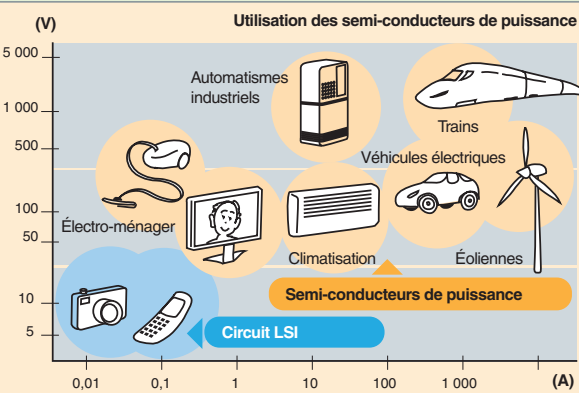 (V)
Utilisation des semi-conducteurs de puissance
5 000
1 000
500
100
50
10
5
Automatismes
industriels
Trains
Véhicules électriques
Électro-ménager
Climatisation
Éoliennes
Semi-conducteurs de puissance
Circuit LSI
0,01
0,1
1
10
100
1 000
(A)